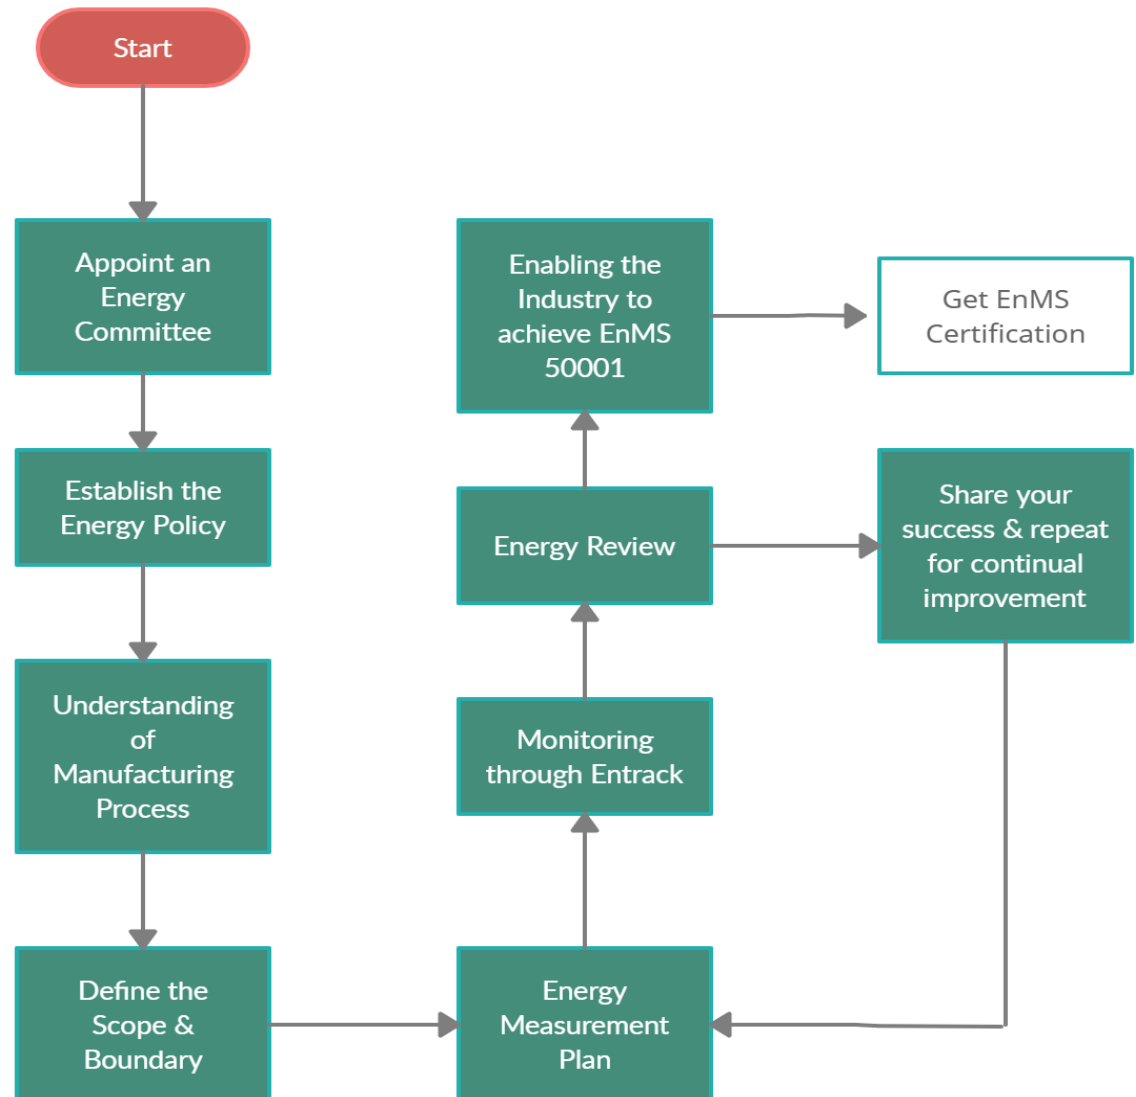 Start
Appoint an
Energy
Committee
Establish the
Energy Policy
Understanding
of
Manufacturing
Process
Define the
Scope &
Boundary
Energy
Measurement
Plan
Monitoring
through Entrack
Energy Review
Enabling the
Industry to
achieve EnMS
50001
Get EnMS
Certification
Share your
success & repeat
for continual
improvement